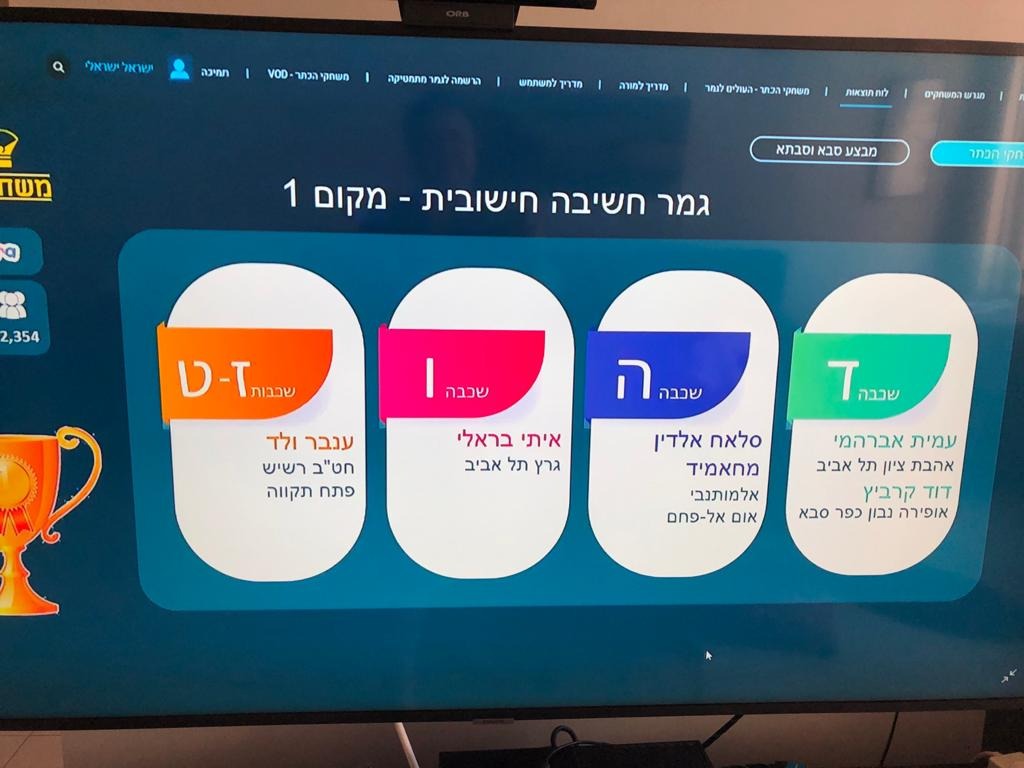 ORB
מגרש המשחקים | לוח תוצאות | משחקי הכתר - העולים לגמר | מדריך למורה | מדריך למשתמש | הרשמה לגמר מתמטיקה | משחקי הכתר - VOD | תמיכה
ישראל ישראלי
מבצע סבא וסבתא
גמר חשיבה חישובית - מקום 1
2,354
שכבה ד
עמית אברהמי
אהבת ציון תל אביב
דוד קרביץ
אופירה נבון כפר סבא
שכבה ה
סלאח אלדין
מחאמיד
אלמותנבי
אום אל-פחם
שכבה ו
איתי בראלי
גרץ תל אביב
שכבות ז-ט
ענבר ולד
חט"ב רשיש
פתח תקווה